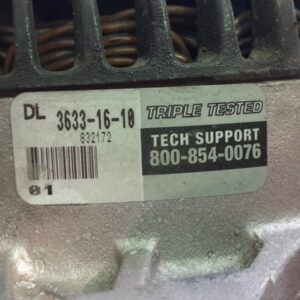 DL 3633-16-10 TRIPLE TESTED
832172
TECH SUPPORT
800-854-0076
01